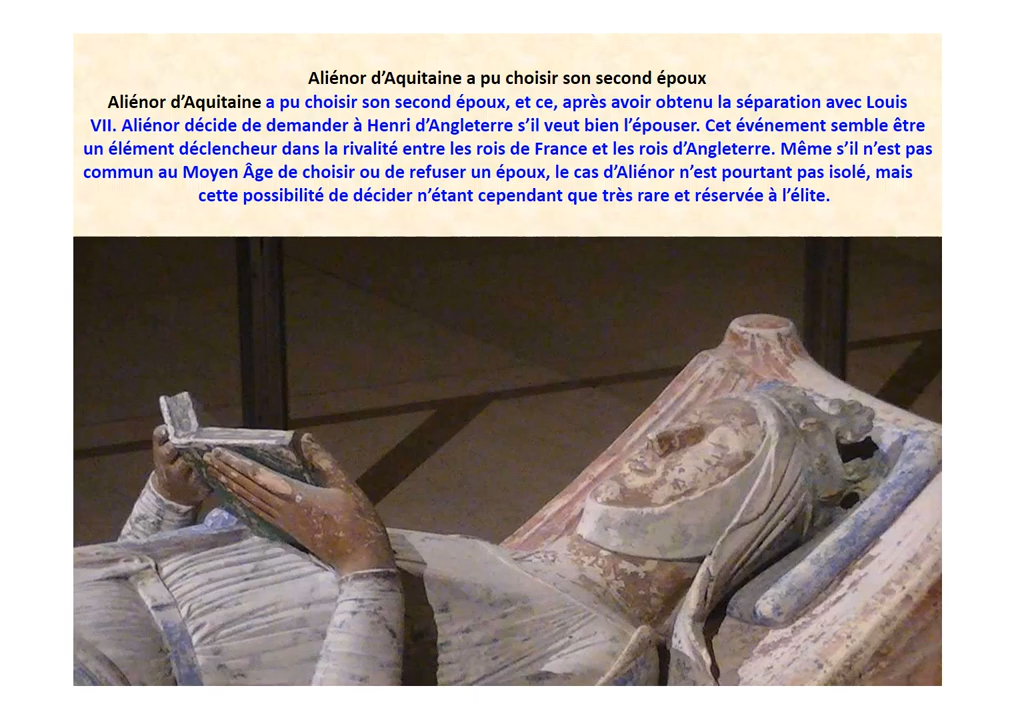 Aliénor d’Aquitaine a pu choisir son second époux
Aliénor d’Aquitaine a pu choisir son second époux, et ce, après avoir obtenu la séparation avec Louis
VII. Aliénor décide de demander à Henri d’Angleterre s’il veut bien l’épouser. Cet événement semble être
un élément déclencheur dans la rivalité entre les rois de France et les rois d’Angleterre. Même s’il n’est pas
commun au Moyen Âge de choisir ou de refuser un époux, le cas d’Aliénor n’est pourtant pas isolé, mais
cette possibilité de décider n’étant cependant que très rare et réservée à l’élite.